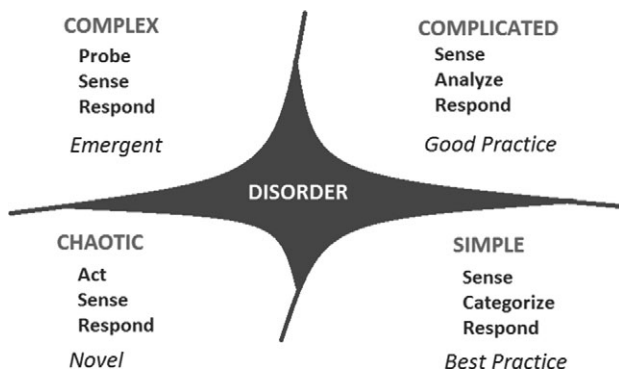 COMPLEX
Probe
Sense
Respond
Emergent
COMPLICATED
Sense
Analyze
Respond
Good Practice
DISORDER
CHAOTIC
Act
Sense
Respond
Novel
SIMPLE
Sense
Categorize
Respond
Best Practice